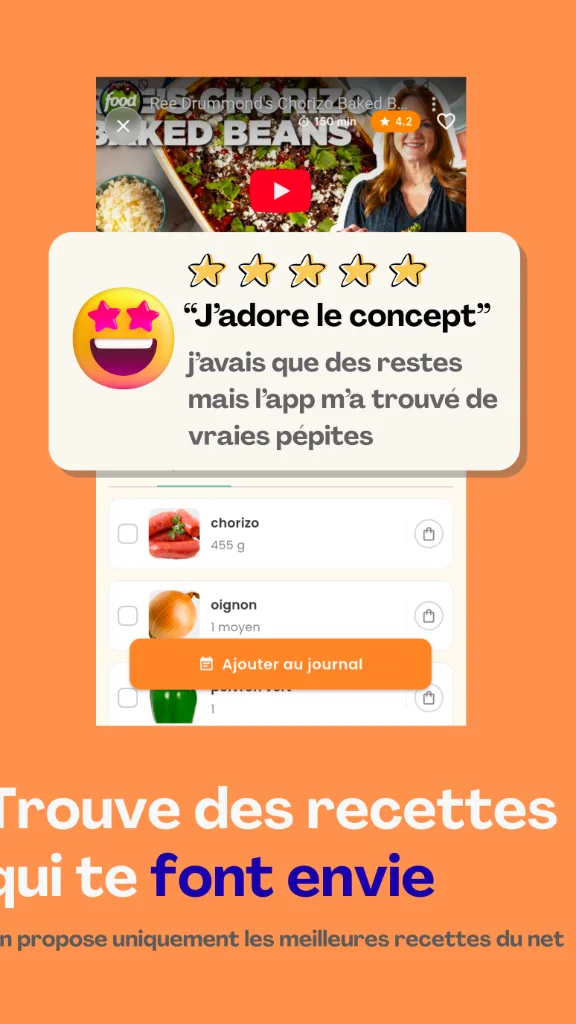 food
Ree Drummond's Chorizo Baked B...
BAKED BEANS
150 min
4.2
"J'adore le concept"
j'avais que des restes
mais l'app m'a trouvé de
vraies pépites
chorizo
455 g
oignon
1 moyen
Ajouter au journal
poivron vert
1
Trouve des recettes
qui te font envie
n propose uniquement les meilleures recettes du net